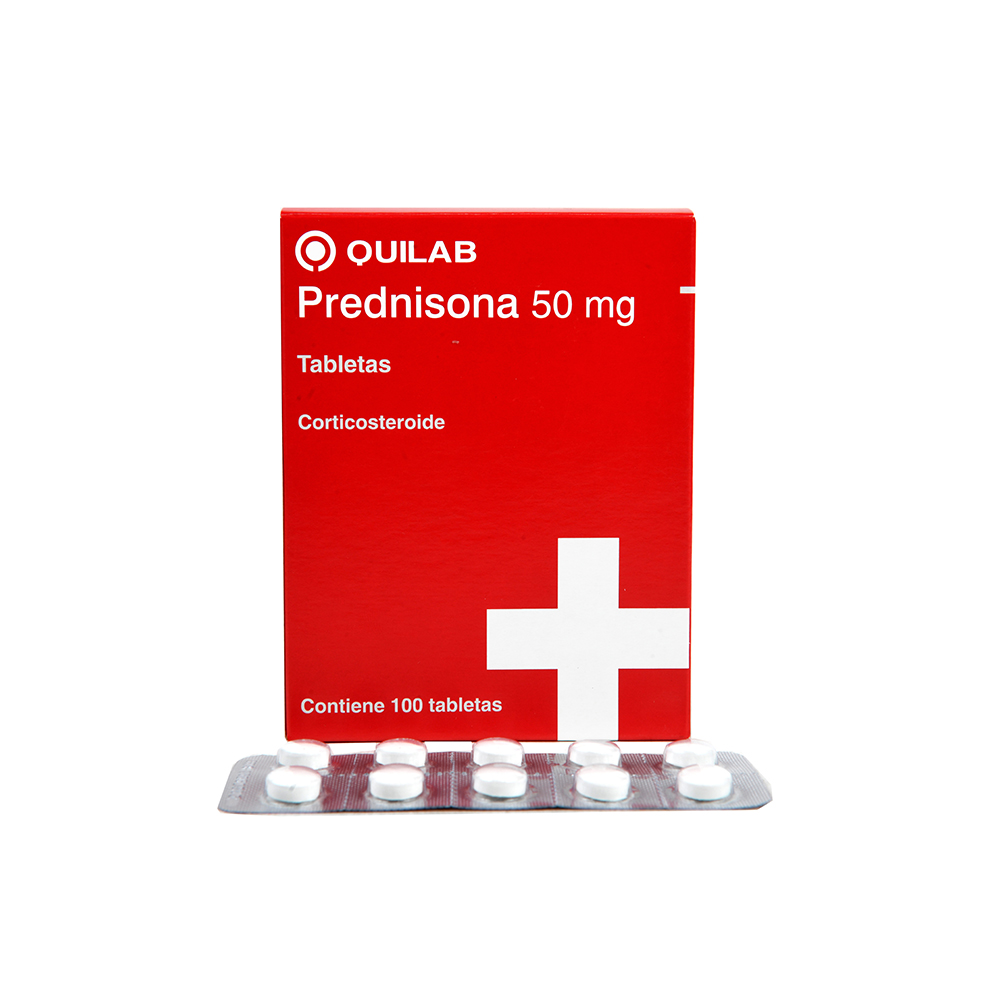 QUILAB
Prednisona 50 mg
Tabletas
Corticosteroide
Contiene 100 tabletas